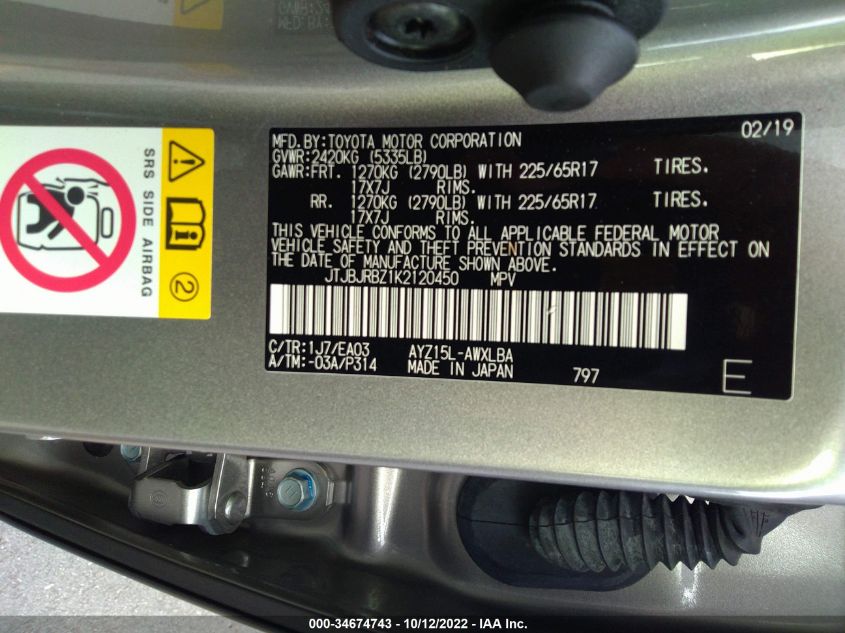 02/19
MFD.BY:TOYOTA MOTOR CORPORATION
GVWR:2420KG (5335LB)
GAWR:FRT. 1270KG (2790LB) WITH 225/65R17 TIRES.
17X7J RIMS.
RR. 1270KG (2790LB) WITH 225/65R17 TIRES.
17X7J RIMS.
THIS VEHICLE CONFORMS TO ALL APPLICABLE FEDERAL MOTOR
VEHICLE SAFETY AND THEFT PREVENTION STANDARDS IN EFFECT ON
THE DATE OF MANUFACTURE SHOWN ABOVE.
JTJBJRBZ1K2120450 MPV
C/TR:1J7/EA03 AYZ15L-AWXLBA
A/TM:-03A/P314 MADE IN JAPAN 797 E
SRS SIDE AIRBAG
2
000-34674743 - 10/12/2022 - IAA Inc.